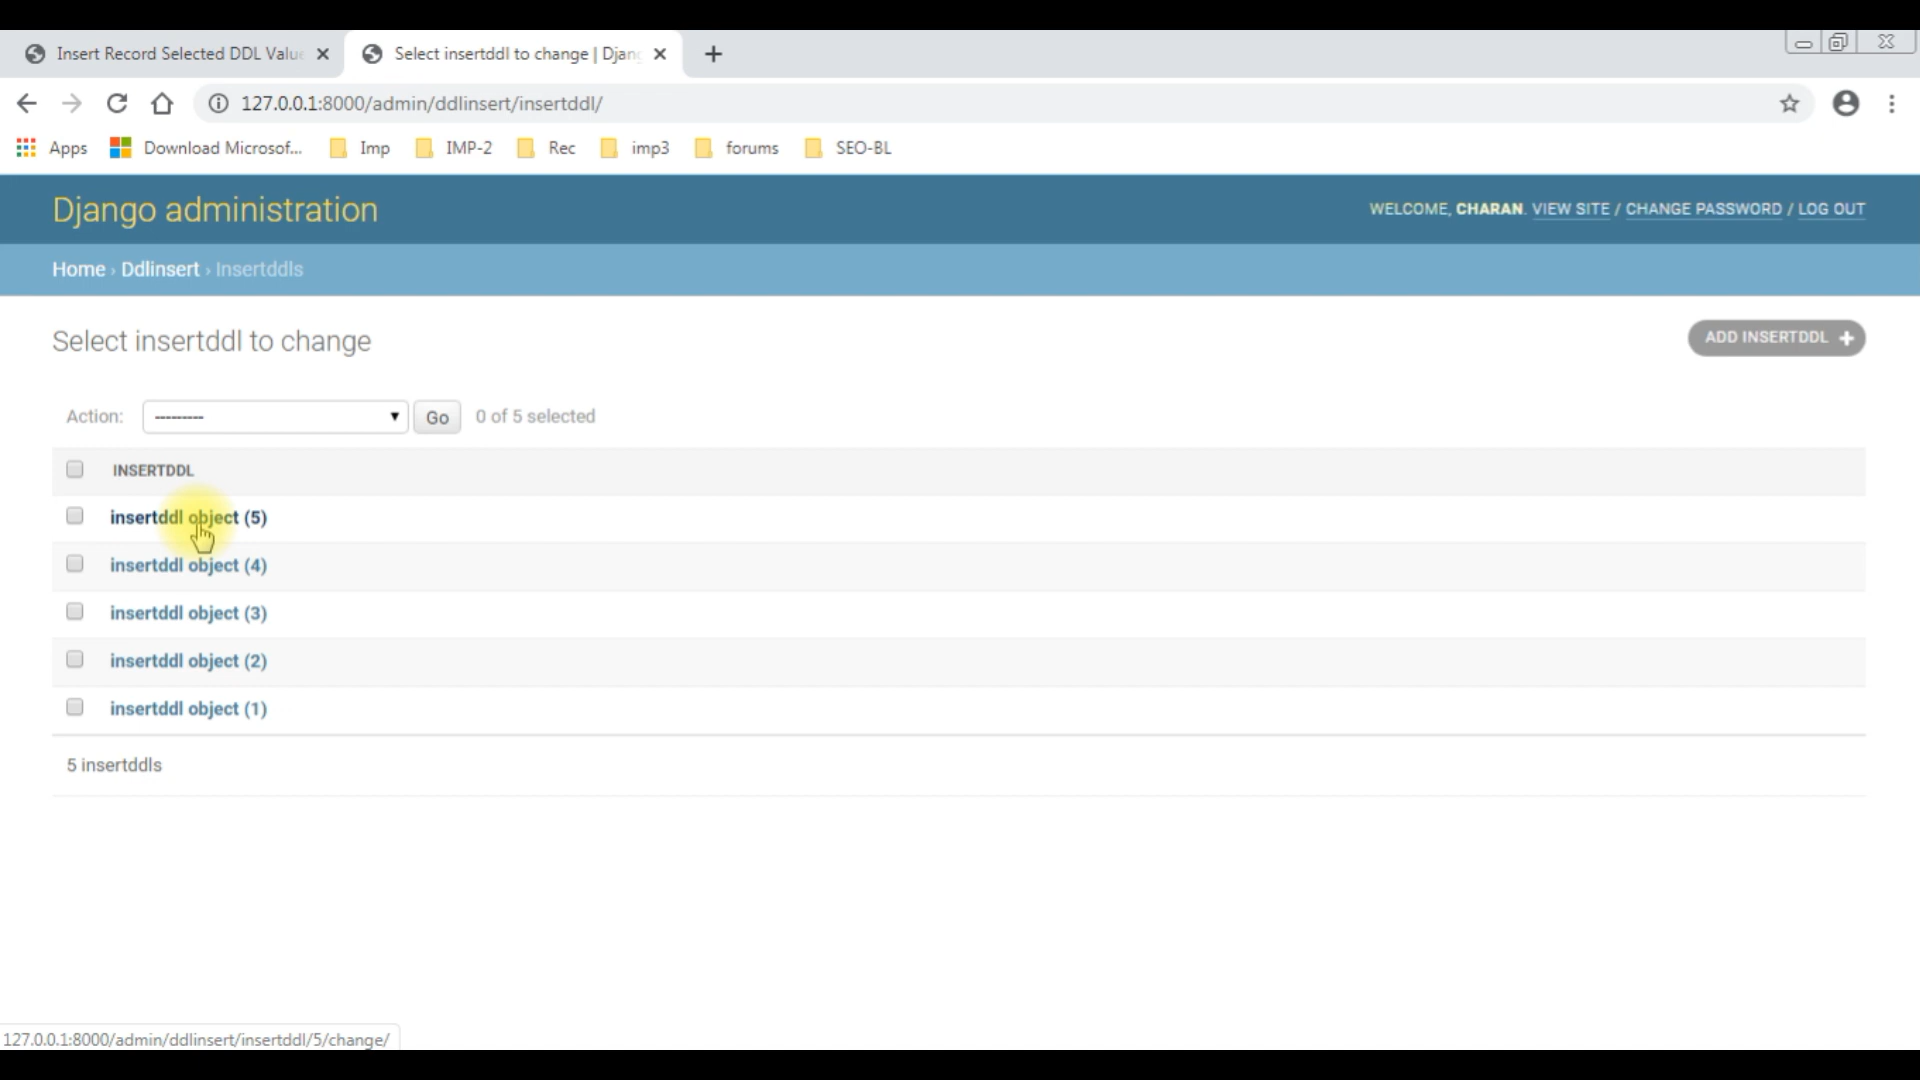 Insert Record Selected DDL Value
Select insertddl to change | Djang
127.0.0.1:8000/admin/ddlinsert/insertddl/
Apps
Download Microsof...
Imp
IMP-2
Rec
imp3
forums
SEO-BL
Django administration
WELCOME, CHARAN. VIEW SITE / CHANGE PASSWORD / LOG OUT
Home › Ddlinsert › Insertddls
Select insertddl to change
ADD INSERTDDL +
Action: --------- Go 0 of 5 selected
INSERTDDL
insertddl object (5)
insertddl object (4)
insertddl object (3)
insertddl object (2)
insertddl object (1)
5 insertddls
127.0.0.1:8000/admin/ddlinsert/insertddl/5/change/